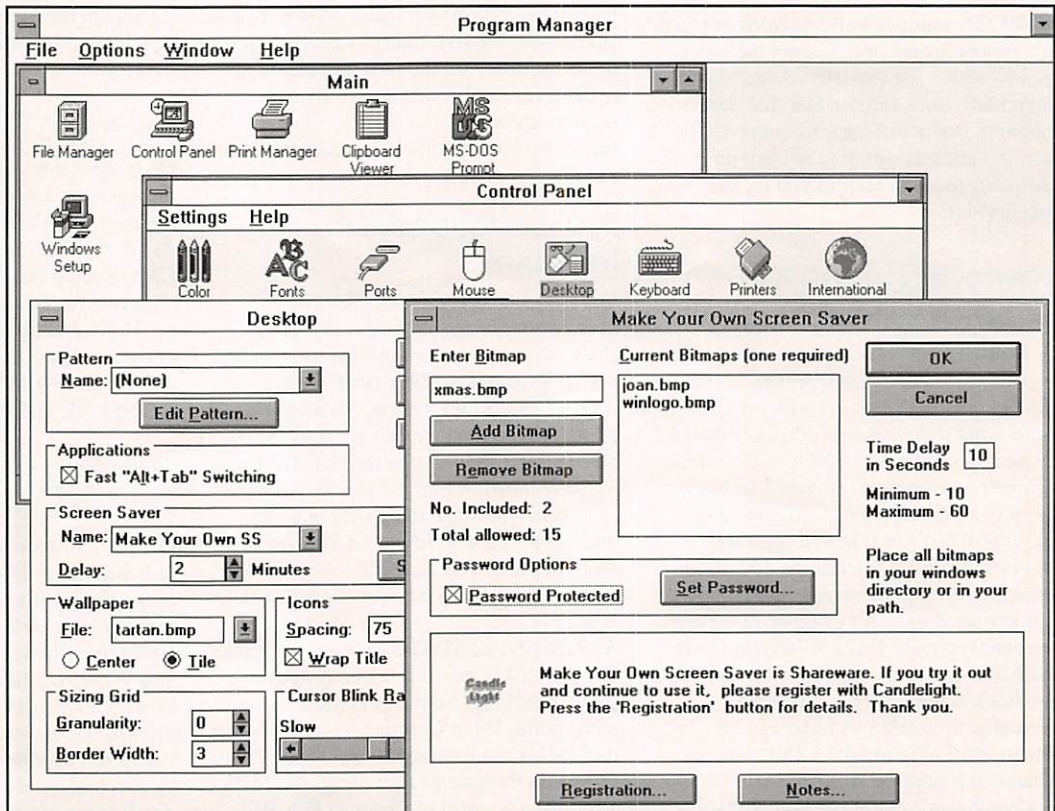 Program Manager
File Options Window Help
Main
File Manager
Control Panel
Print Manager
Clipboard
Viewer
MS-DOS
Prompt
MS
DOS
Windows
Setup
Control Panel
Settings Help
Color
Fonts
Ports
Mouse
Desktop
Keyboard
Printers
International
Desktop
Pattern
Name: (None)
Edit Pattern...
Applications
Fast "Alt+Tab" Switching
Screen Saver
Name: Make Your Own SS
Delay: 2 Minutes
S
Wallpaper
File: tartan.bmp
Center Tile
Icons
Spacing: 75
Wrap Title
Sizing Grid
Granularity: 0
Border Width: 3
Cursor Blink Ra
Slow
Make Your Own Screen Saver
Enter Bitmap
xmas.bmp
Add Bitmap
Remove Bitmap
No. Included: 2
Total allowed: 15
Current Bitmaps (one required)
joan.bmp
winlogo.bmp
OK
Cancel
Time Delay
in Seconds 10
Minimum - 10
Maximum - 60
Place all bitmaps
in your windows
directory or in your
path.
Password Options
Password Protected
Set Password...
Candle
Light
Make Your Own Screen Saver is Shareware. If you try it out
and continue to use it, please register with Candlelight.
Press the 'Registration' button for details. Thank you.
Registration...
Notes...